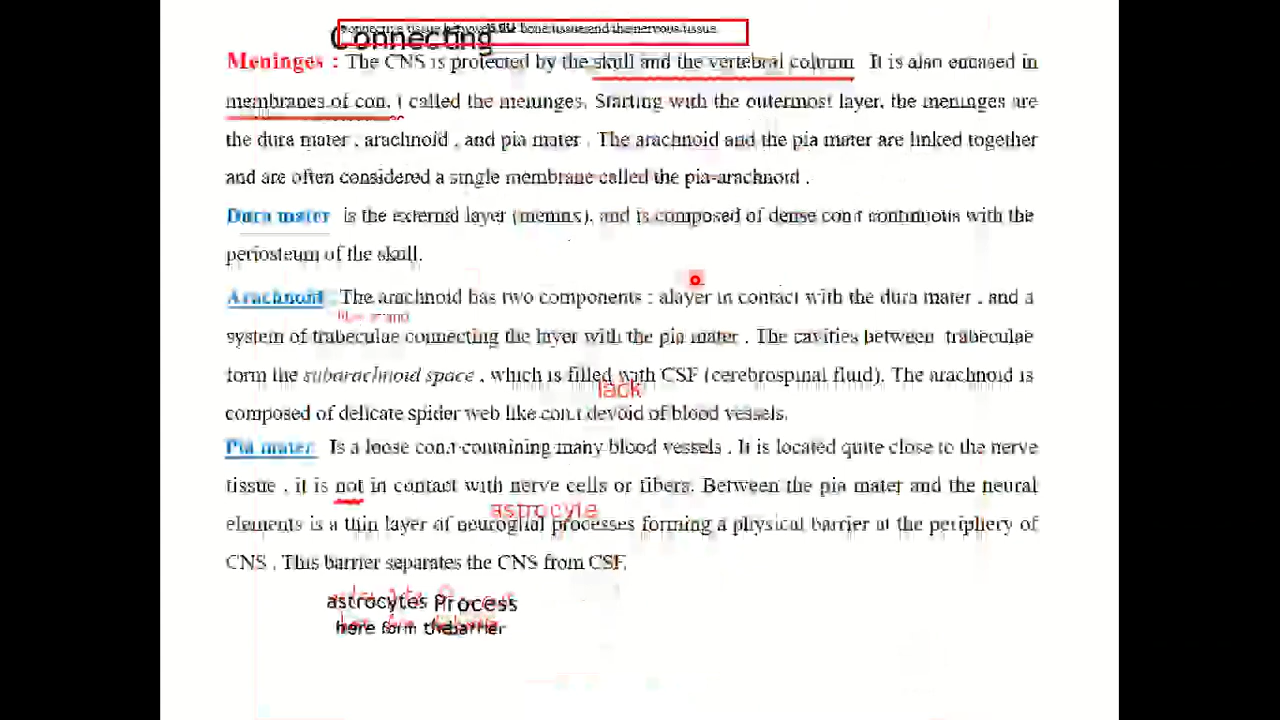 Connecting
bone tissue and the nervous tissue
Meninges : The CNS is protected by the skull and the vertebral column It is also encased in
membranes of con. t called the meninges. Starting with the outermost layer, the meninges are
the dura mater , arachnoid , and pia mater . The arachnoid and the pia mater are linked together
and are often considered a single membrane called the pia-arachnoid .
Dura mater is the external layer (meninx), and is composed of dense con.t continuous with the
periosteum of the skull.
Arachnoid The arachnoid has two components : alayer in contact with the dura mater , and a
system of trabeculae connecting the layer with the pia mater . The cavities between trabeculae
form the subarachnoid space , which is filled with CSF (cerebrospinal fluid). The arachnoid is
lack
composed of delicate spider web like con.t devoid of blood vessels.
Pia mater Is a loose con.t containing many blood vessels . It is located quite close to the nerve
tissue , it is not in contact with nerve cells or fibers. Between the pia mater and the neural
astrocyte
elements is a thin layer of neuroglial processes forming a physical barrier at the periphery of
CNS . This barrier separates the CNS from CSF.
astrocytes Process
here form the barrier